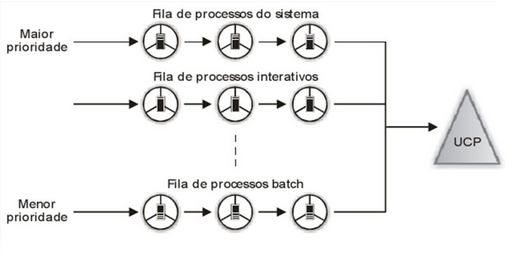 Fila de processos do sistema
Maior
prioridade
Fila de processos interativos
UCP
Fila de processos batch
Menor
prioridade